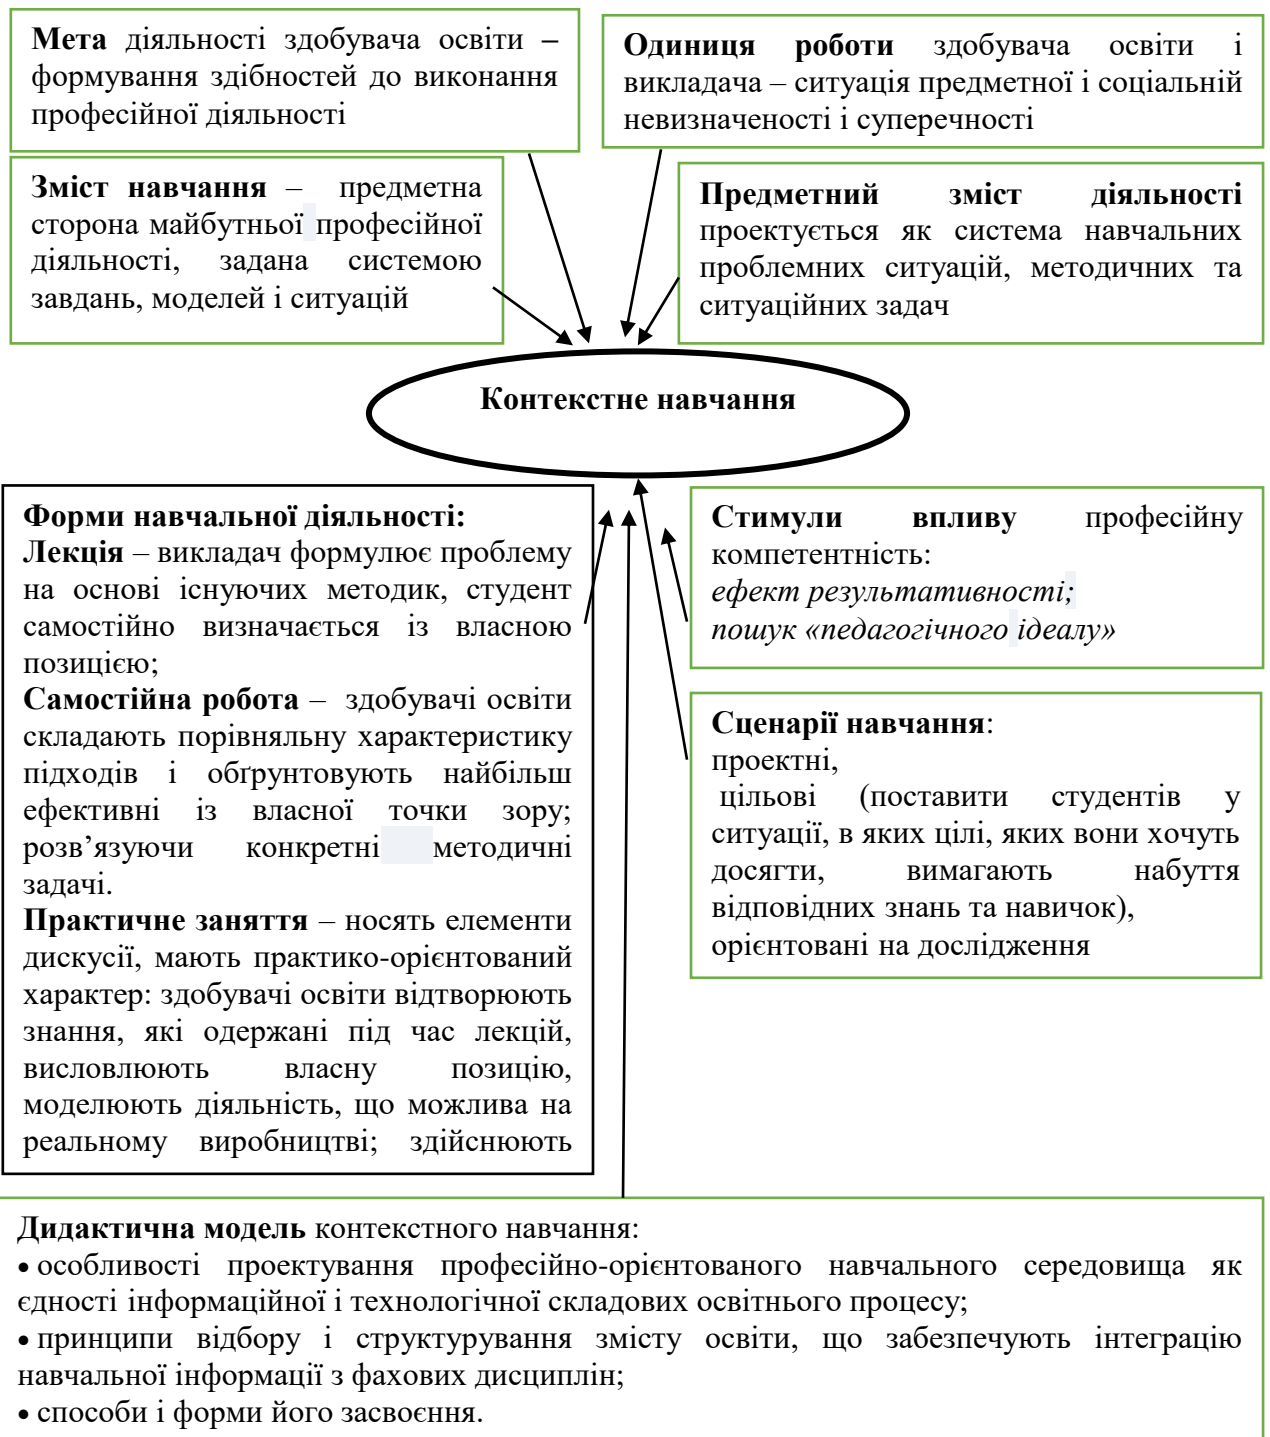 Мета діяльності здобувача освіти –
формування здібностей до виконання
професійної діяльності
Одиниця роботи здобувача освіти і
викладача – ситуація предметної і соціальній
невизначеності і суперечності
Зміст навчання – предметна
сторона майбутньої професійної
діяльності, задана системою
завдань, моделей і ситуацій
Предметний зміст діяльності
проектується як система навчальних
проблемних ситуацій, методичних та
ситуаційних задач
Контекстне навчання
Форми навчальної діяльності:
Лекція – викладач формулює проблему
на основі існуючих методик, студент
самостійно визначається із власною
позицією;
Самостійна робота – здобувачі освіти
складають порівняльну характеристику
підходів і обґрунтовують найбільш
ефективні із власної точки зору;
розв’язуючи конкретні методичні
задачі.
Практичне заняття – носять елементи
дискусії, мають практико-орієнтований
характер: здобувачі освіти відтворюють
знання, які одержані під час лекцій,
висловлюють власну позицію,
моделюють діяльність, що можлива на
реальному виробництві; здійснюють
Стимули впливу професійну
компетентність:
ефект результативності;
пошук «педагогічного ідеалу»
Сценарії навчання:
проектні,
цільові (поставити студентів у
ситуації, в яких цілі, яких вони хочуть
досягти, вимагають набуття
відповідних знань та навичок),
орієнтовані на дослідження
Дидактична модель контекстного навчання:
• особливості проектування професійно-орієнтованого навчального середовища як
єдності інформаційної і технологічної складових освітнього процесу;
• принципи відбору і структурування змісту освіти, що забезпечують інтеграцію
навчальної інформації з фахових дисциплін;
• способи і форми його засвоєння.